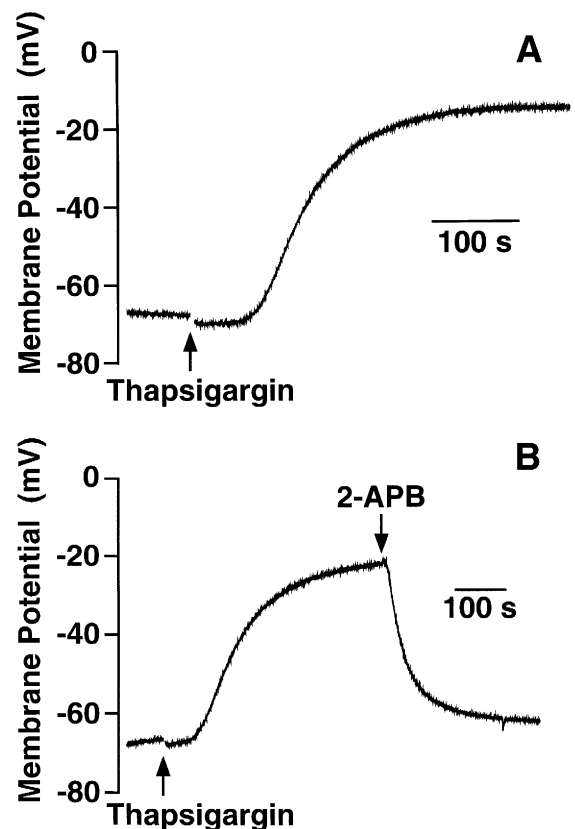 A
Membrane Potential (mV)
0
-20
-40
-60
-80
100 s
Thapsigargin
B
Membrane Potential (mV)
0
-20
-40
-60
-80
2-APB
100 s
Thapsigargin